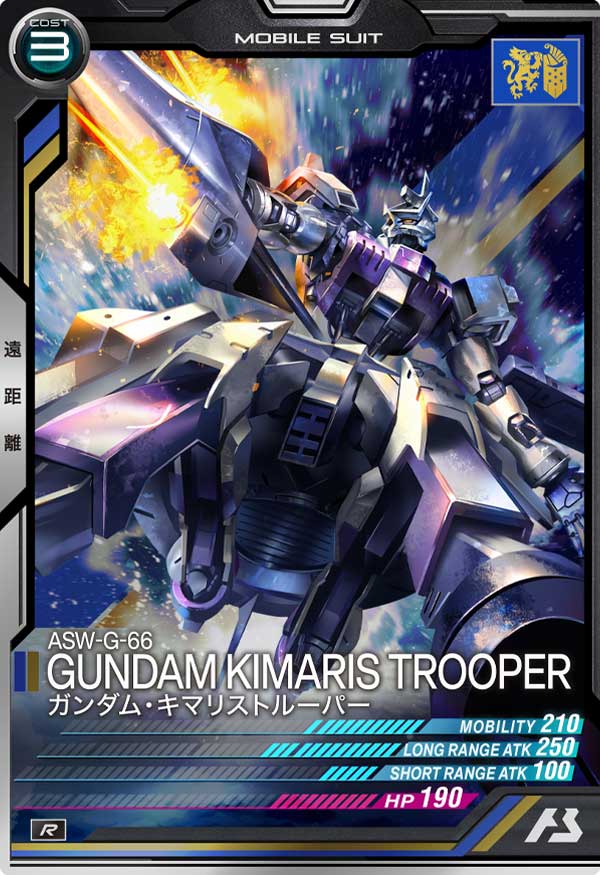 COST
3
MOBILE SUIT
遠距離
ASW-G-66
GUNDAM KIMARIS TROOPER
ガンダム・キマリストルーパー
MOBILITY 210
LONG RANGE ATK 250
SHORT RANGE ATK 100
HP 190
R